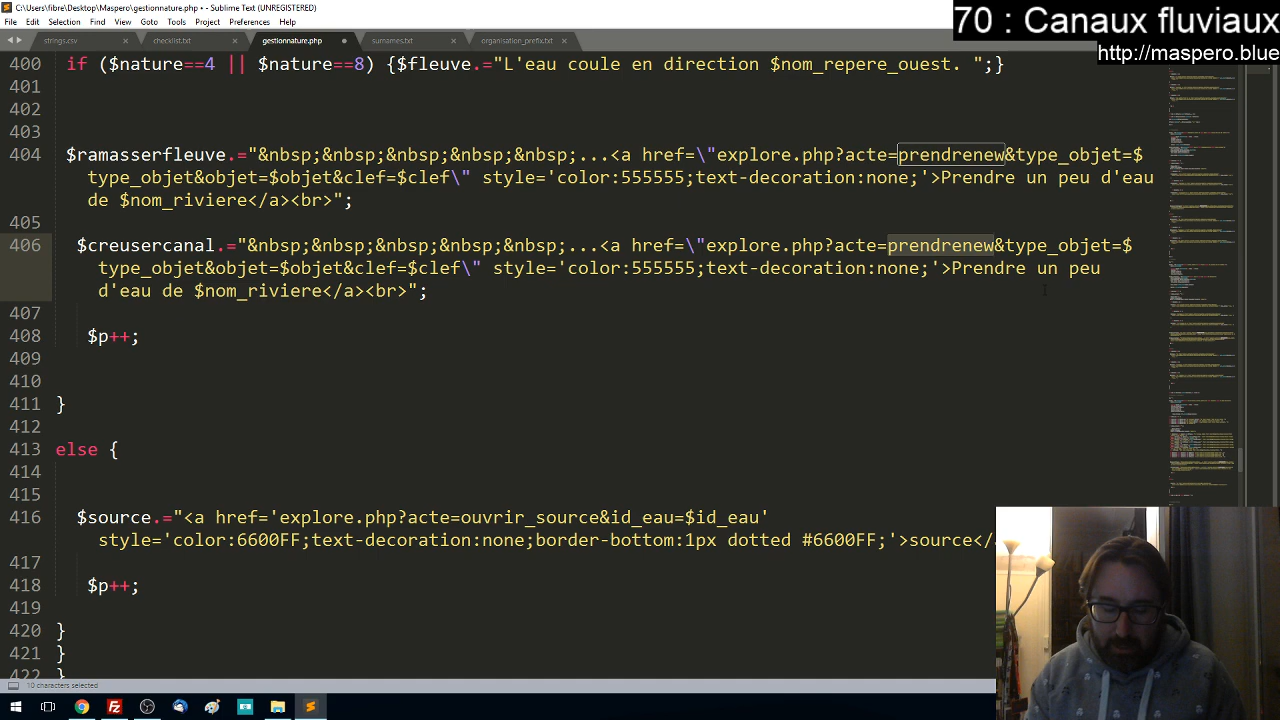 C:\Users\fibre\Desktop\Maspero\gestionnature.php • - Sublime Text (UNREGISTERED)
70 : Canaux fluviaux
File Edit Selection Find View Goto Tools Project Preferences Help
http://maspero.blue
strings.csv checklist.txt gestionnature.php surnames.txt organisation_prefix.txt
400 if ($nature==4 || $nature==8) {$fleuve.="L'eau coule en direction $nom_repere_ouest. ";}
401
402
403
404 $ramasserfleuve.="&nbsp;&nbsp;&nbsp;&nbsp;&nbsp;...<a href=\"explore.php?acte=prendrenew&type_objet=$
type_objet&objet=$objet&clef=$clef\" style='color:555555;text-decoration:none;'>Prendre un peu d'eau
de $nom_riviere</a><br>";
405
406 $creusercanal.="&nbsp;&nbsp;&nbsp;&nbsp;&nbsp;...<a href=\"explore.php?acte=prendrenew&type_objet=$
type_objet&objet=$objet&clef=$clef\" style='color:555555;text-decoration:none;'>Prendre un peu
d'eau de $nom_riviere</a><br>";
407
408 $p++;
409
410
411 }
412
413 else {
414
415
416 $source.="<a href='explore.php?acte=ouvrir_source&id_eau=$id_eau'
style='color:6600FF;text-decoration:none;border-bottom:1px dotted #6600FF;'>source</
417
418 $p++;
419
420 }
421 }
422 }
10 characters selected